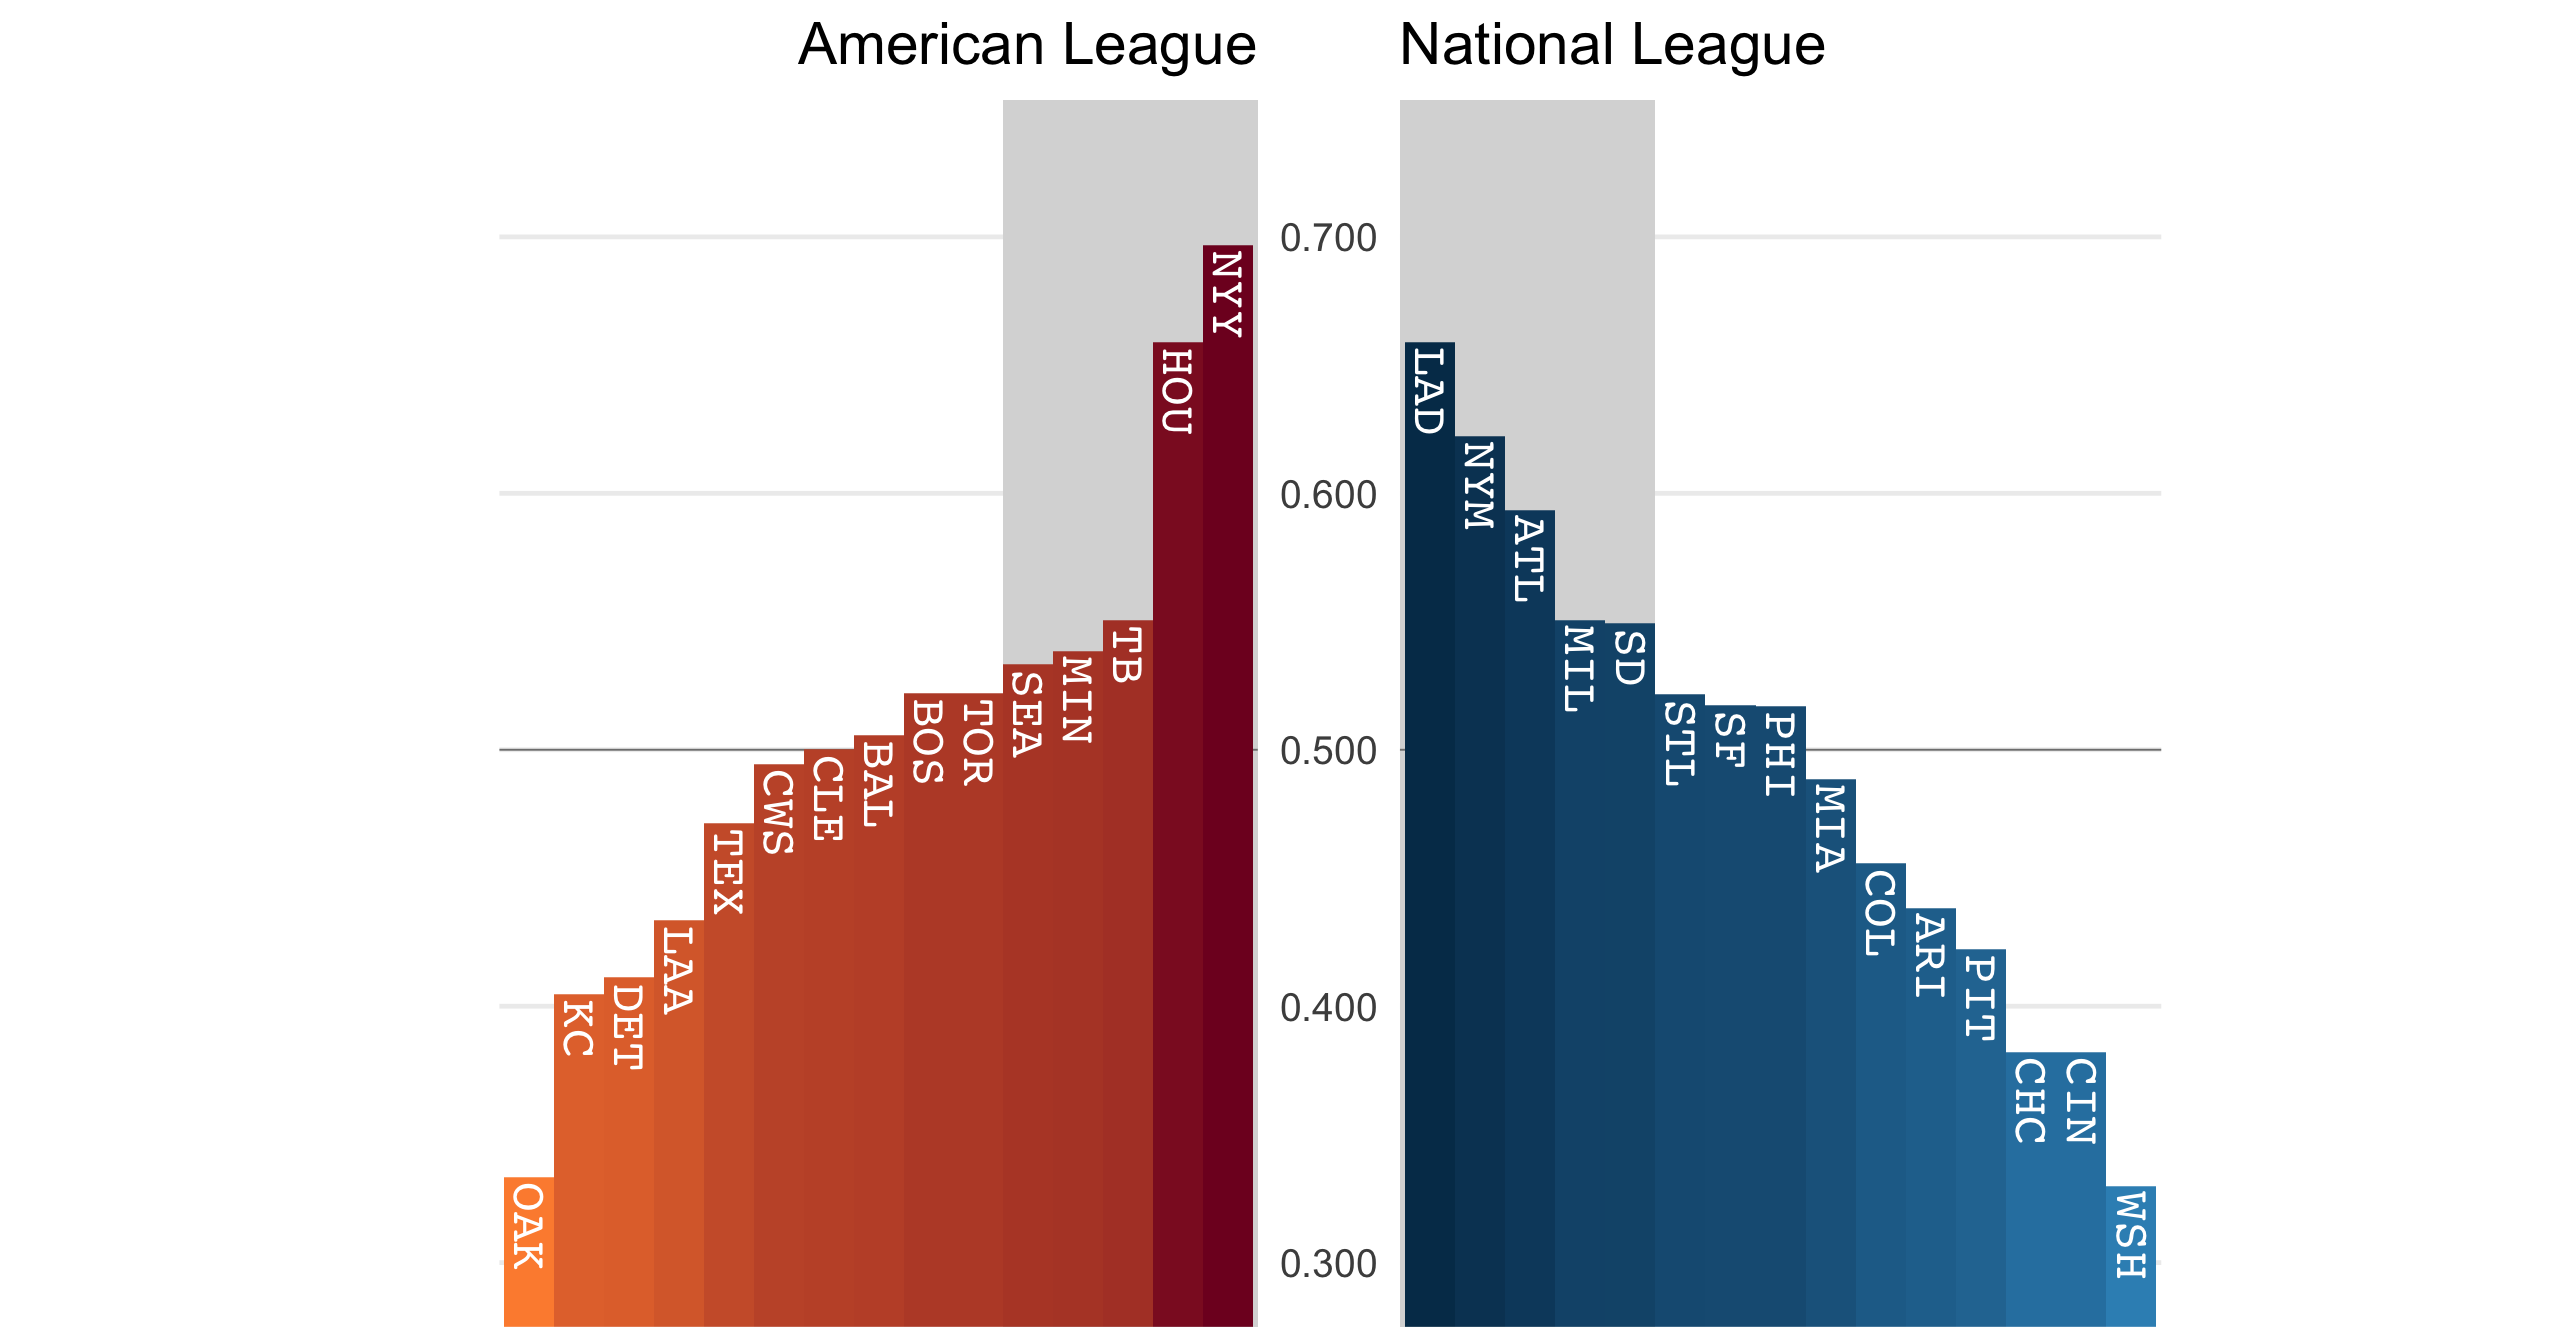 American League
National League
0.700
0.600
0.500
0.400
0.300
OAK
KC
DET
LAA
TEX
CWS
CLE
BAL
BOS
TOR
SEA
MIN
TB
HOU
NYY
LAD
NYM
ATL
MIL
SD
STL
SF
PHI
MIA
COL
ARI
PIT
CHC
CIN
WSH